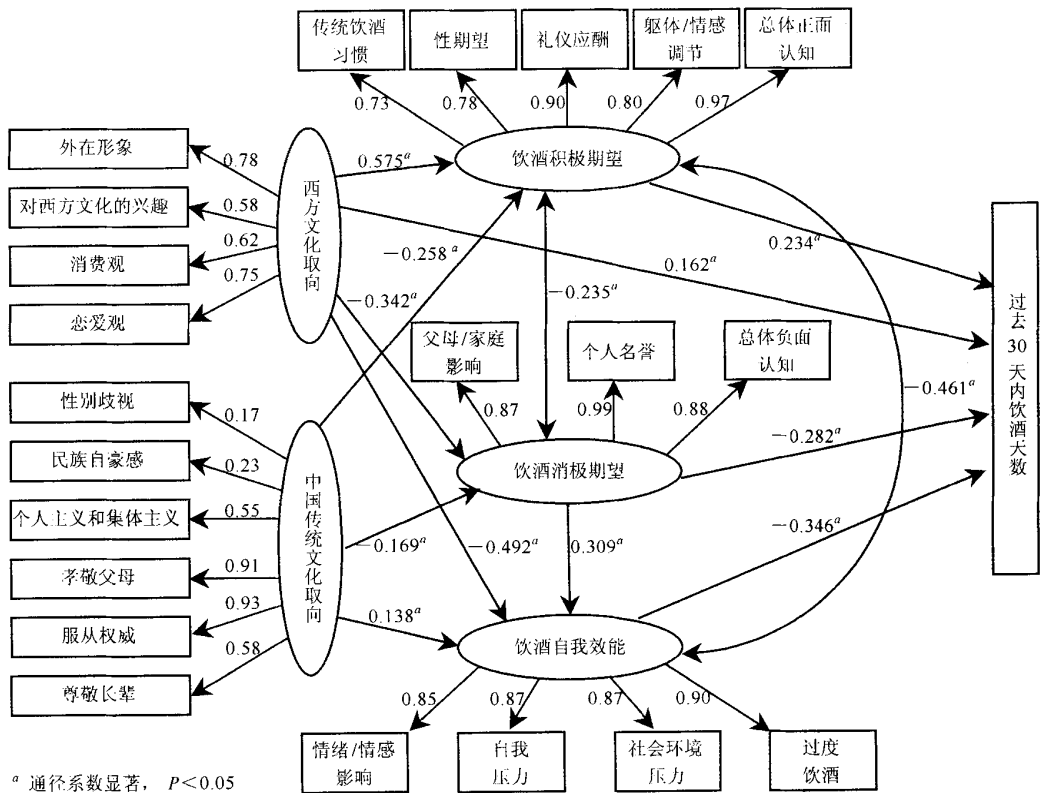 传统饮酒
习惯
性期望
礼仪应酬
躯体/情感
调节
总体正面
认知
0.73
0.78
0.90
0.80
0.97
饮酒积极期望
外在形象
对西方文化的兴趣
消费观
恋爱观
0.78
0.58
0.62
0.75
西方文化取向
0.575a
-0.258a
-0.342a
-0.235a
0.162a
0.234a
父母/家庭
影响
个人名誉
总体负面
认知
0.87
0.99
0.88
饮酒消极期望
-0.461a
-0.282a
-0.346a
过去30天内饮酒天数
性别歧视
民族自豪感
个人主义和集体主义
孝敬父母
服从权威
尊敬长辈
0.17
0.23
0.55
0.91
0.93
0.58
中国传统文化取向
-0.169a
-0.492a
0.309a
0.138a
饮酒自我效能
0.85
0.87
0.87
0.90
情绪/情感
影响
自我
压力
社会环境
压力
过度
饮酒
a 通径系数显著, P<0.05